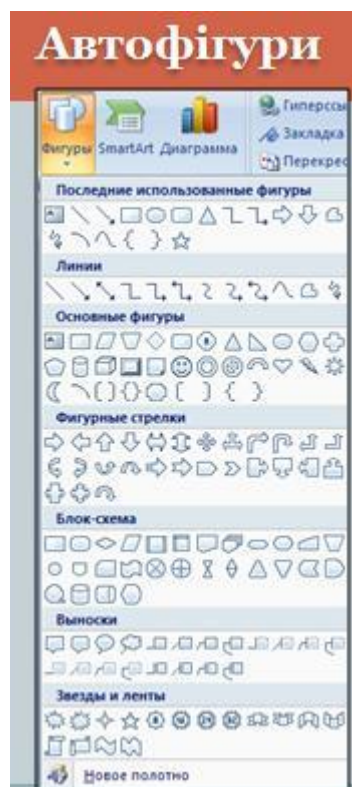 Автофігури
Гиперссы
Закладка
Фигуры SmartArt Диаграмма
Перекрес
Последние использованные фигуры
Линии
Основные фигуры
Фигурные стрелки
Блок-схема
Выноски
Звезды и ленты
Новое полотно